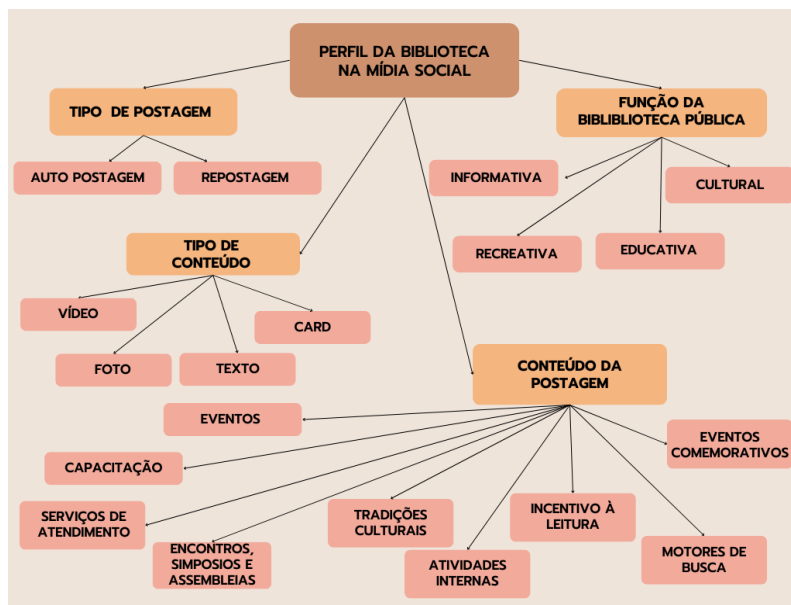 PERFIL DA BIBLIOTECA
NA MÍDIA SOCIAL
TIPO DE POSTAGEM
FUNÇÃO DA
BIBLIBLIOTECA PÚBLICA
AUTO POSTAGEM
REPOSTAGEM
INFORMATIVA
CULTURAL
RECREATIVA
EDUCATIVA
TIPO DE
CONTEÚDO
VÍDEO
CARD
FOTO
TEXTO
CONTEÚDO DA
POSTAGEM
EVENTOS
EVENTOS
COMEMORATIVOS
CAPACITAÇÃO
SERVIÇOS DE
ATENDIMENTO
ENCONTROS,
SIMPOSIOS E
ASSEMBLEIAS
TRADIÇÕES
CULTURAIS
ATIVIDADES
INTERNAS
INCENTIVO À
LEITURA
MOTORES DE
BUSCA